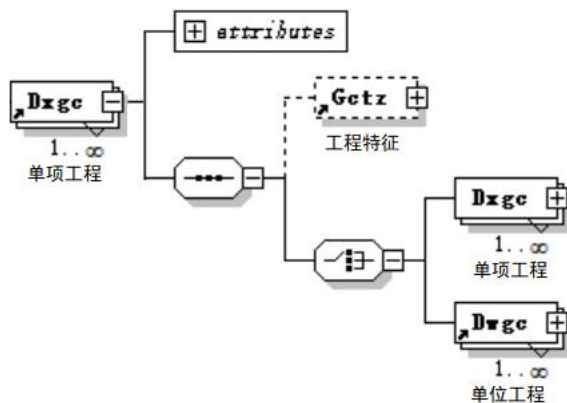 attributes
Dxgc
1..∞
单项工程
Gctz
工程特征
Dxgc
1..∞
单项工程
Dwgc
1..∞
单位工程